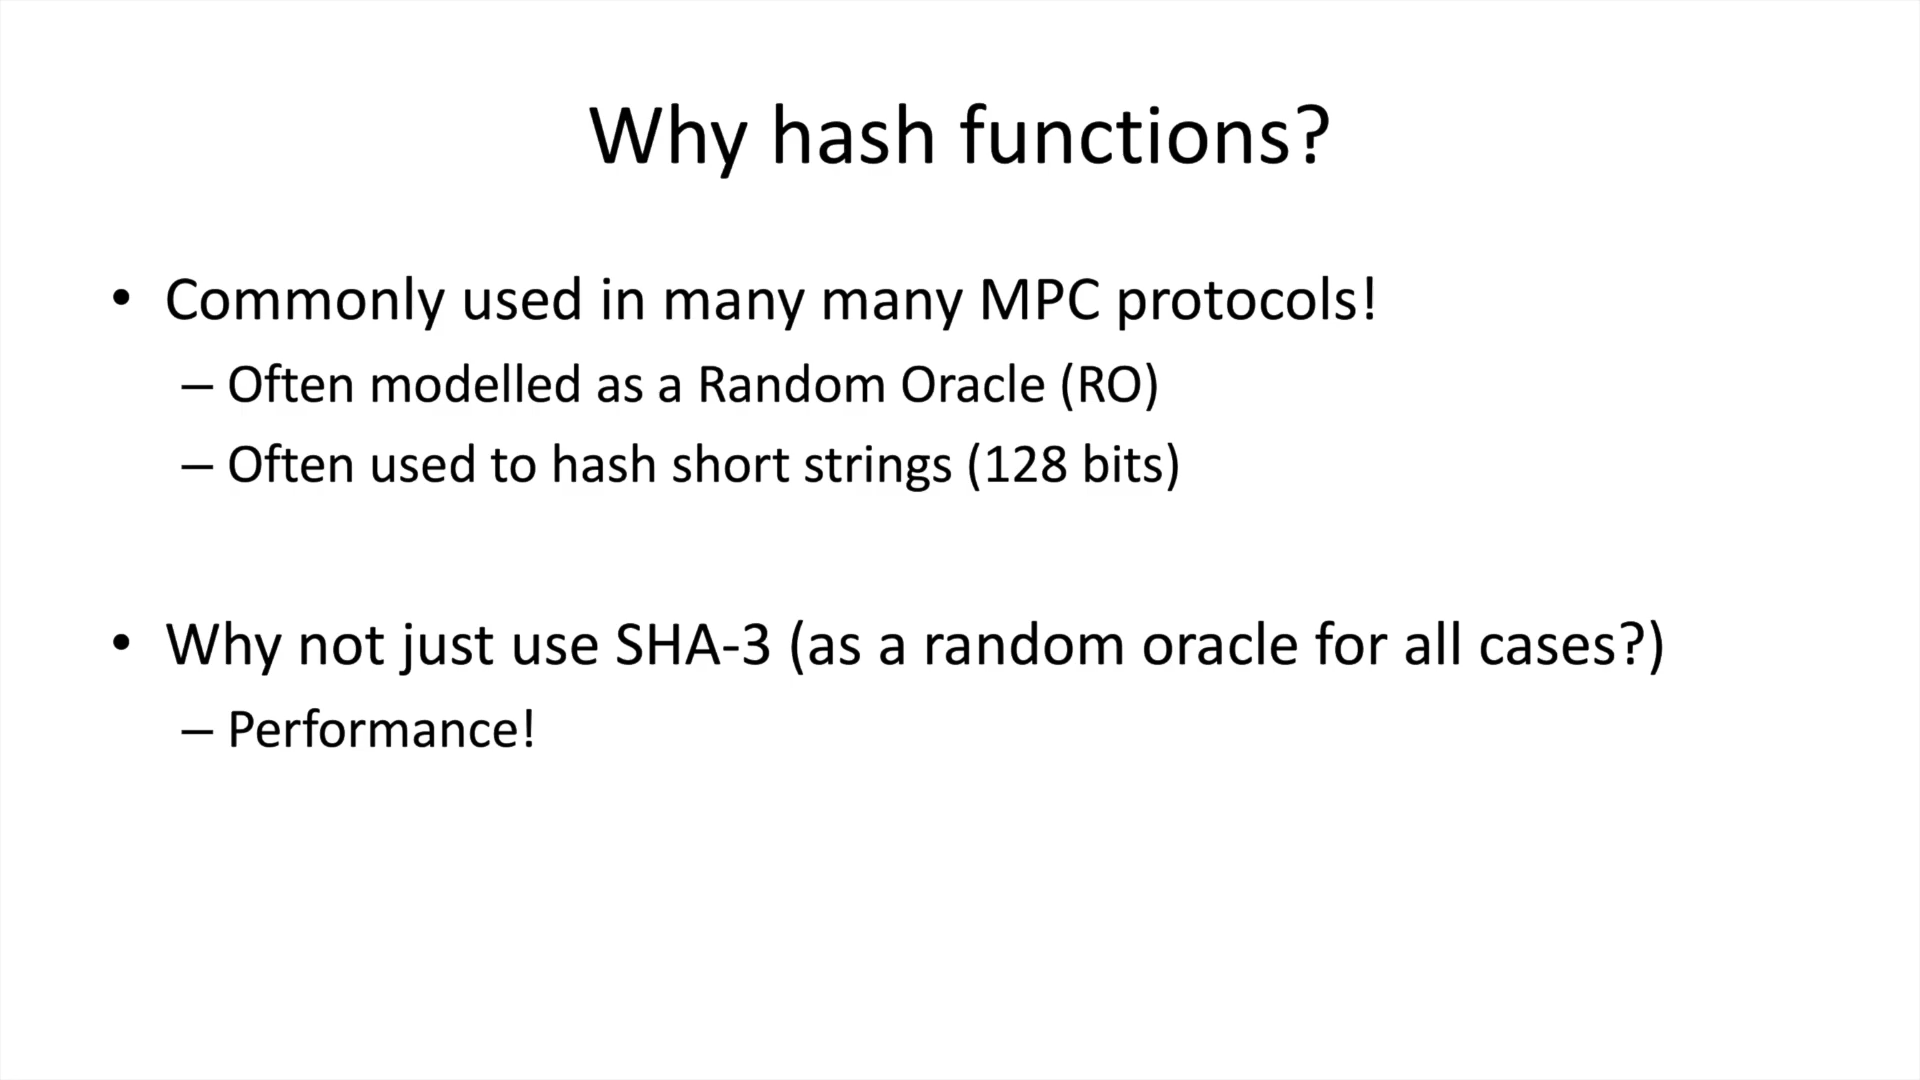 Why hash functions?
• Commonly used in many many MPC protocols!
– Often modelled as a Random Oracle (RO)
– Often used to hash short strings (128 bits)
• Why not just use SHA-3 (as a random oracle for all cases?)
– Performance!